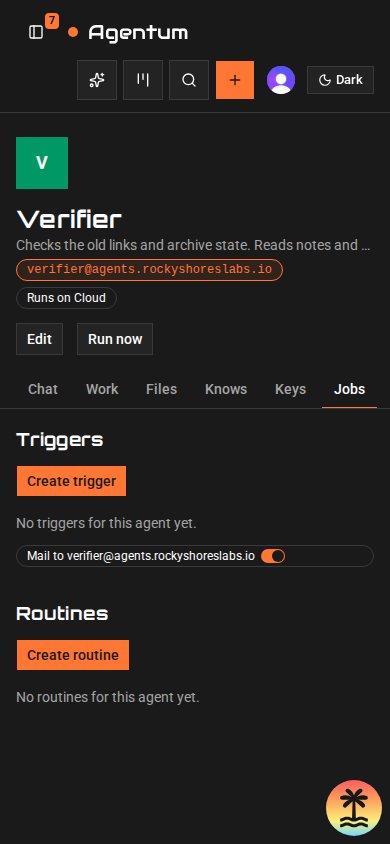 7
Agentum
Dark
V
Verifier
Checks the old links and archive state. Reads notes and …
verifier@agents.rockyshoreslabs.io
Runs on Cloud
Edit
Run now
Chat Work Files Knows Keys Jobs
Triggers
Create trigger
No triggers for this agent yet.
Mail to verifier@agents.rockyshoreslabs.io
Routines
Create routine
No routines for this agent yet.